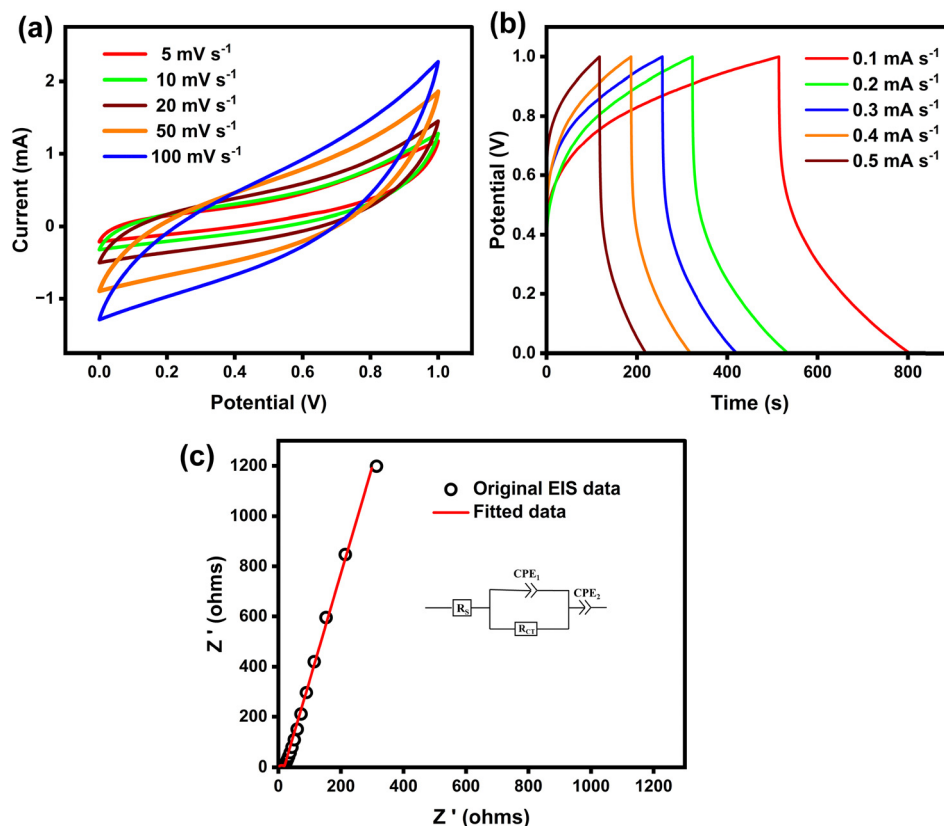 (a)
5 mV s⁻¹
10 mV s⁻¹
20 mV s⁻¹
50 mV s⁻¹
100 mV s⁻¹
2
1
0
−1
Current (mA)
0.0 0.2 0.4 0.6 0.8 1.0
Potential (V)
(b)
0.1 mA s⁻¹
0.2 mA s⁻¹
0.3 mA s⁻¹
0.4 mA s⁻¹
0.5 mA s⁻¹
1.0
0.8
0.6
0.4
0.2
0.0
Potential (V)
0 200 400 600 800
Time (s)
(c)
Original EIS data
Fitted data
CPE₁
CPE₂
R_S
R_CT
1200
1000
800
600
400
200
0
Z ' (ohms)
0 200 400 600 800 1000 1200
Z ' (ohms)